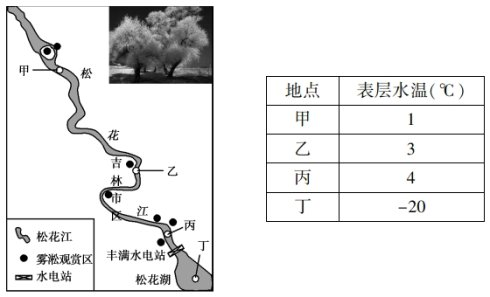 甲
松
花
吉林市区
乙
江
丙
丰满水电站
丁
松花湖
松花江
雾凇观赏区
水电站
地点 表层水温(℃)
甲 1
乙 3
丙 4
丁 -20